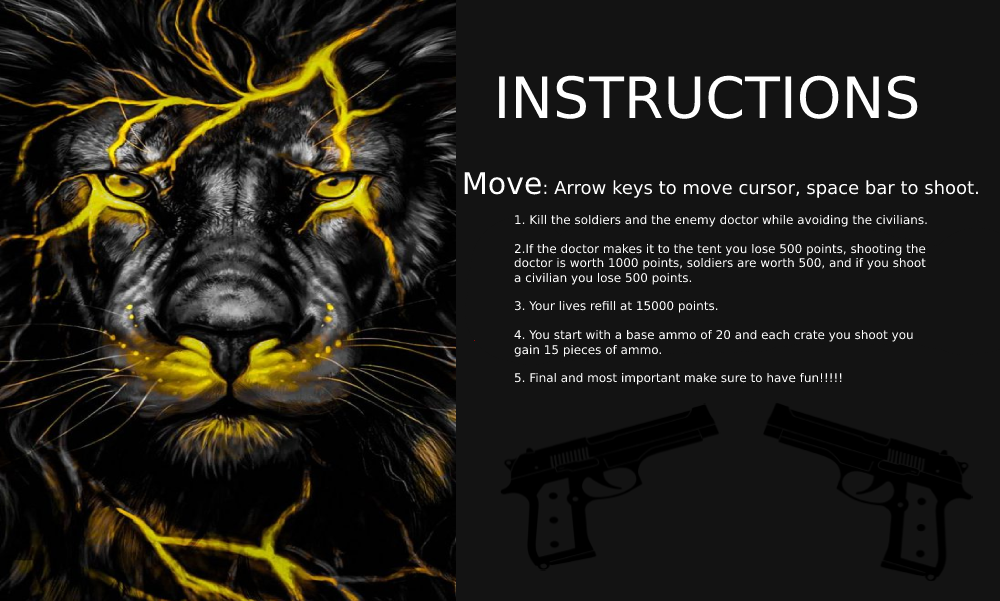 INSTRUCTIONS
Move: Arrow keys to move cursor, space bar to shoot.
1. Kill the soldiers and the enemy doctor while avoiding the civilians.
2.If the doctor makes it to the tent you lose 500 points, shooting the
doctor is worth 1000 points, soldiers are worth 500, and if you shoot
a civilian you lose 500 points.
3. Your lives refill at 15000 points.
4. You start with a base ammo of 20 and each crate you shoot you
gain 15 pieces of ammo.
5. Final and most important make sure to have fun!!!!!